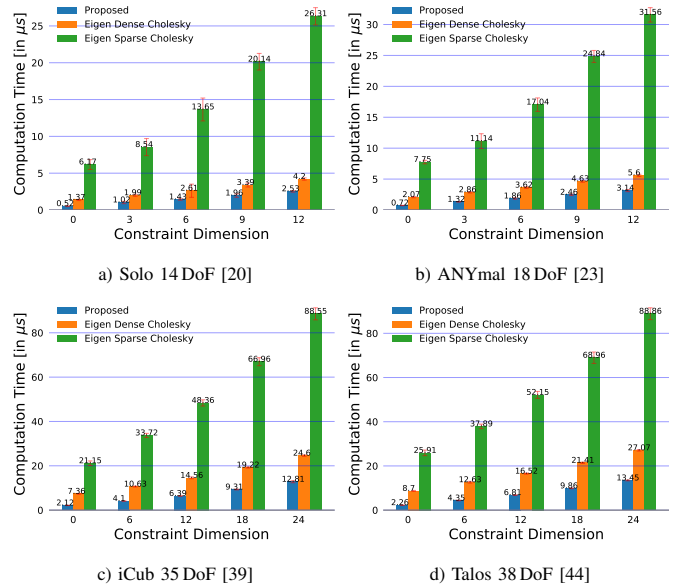 Computation Time [in μs]
Proposed
Eigen Dense Cholesky
Eigen Sparse Cholesky
25
20
15
10
5
0
0.52 1.37 6.17
1.02 1.99 8.54
1.43 2.61 13.65
1.96 3.39 20.14
2.53 4.2 26.31
0 3 6 9 12
Constraint Dimension
a) Solo 14 DoF [20]
Computation Time [in μs]
Proposed
Eigen Dense Cholesky
Eigen Sparse Cholesky
30
25
20
15
10
5
0
0.72 2.07 7.75
1.32 2.86 11.14
1.86 3.62 17.04
2.46 4.63 24.84
3.14 5.6 31.56
0 3 6 9 12
Constraint Dimension
b) ANYmal 18 DoF [23]
Computation Time [in μs]
Proposed
Eigen Dense Cholesky
Eigen Sparse Cholesky
80
60
40
20
0
2.12 7.36 21.15
4.1 10.63 33.72
6.39 14.56 48.36
9.31 19.22 66.96
12.81 24.6 88.55
0 6 12 18 24
Constraint Dimension
c) iCub 35 DoF [39]
Computation Time [in μs]
Proposed
Eigen Dense Cholesky
Eigen Sparse Cholesky
80
60
40
20
0
2.26 8.7 25.91
4.35 12.63 37.89
6.81 16.52 52.15
9.86 21.41 68.96
13.45 27.07 88.86
0 6 12 18 24
Constraint Dimension
d) Talos 38 DoF [44]